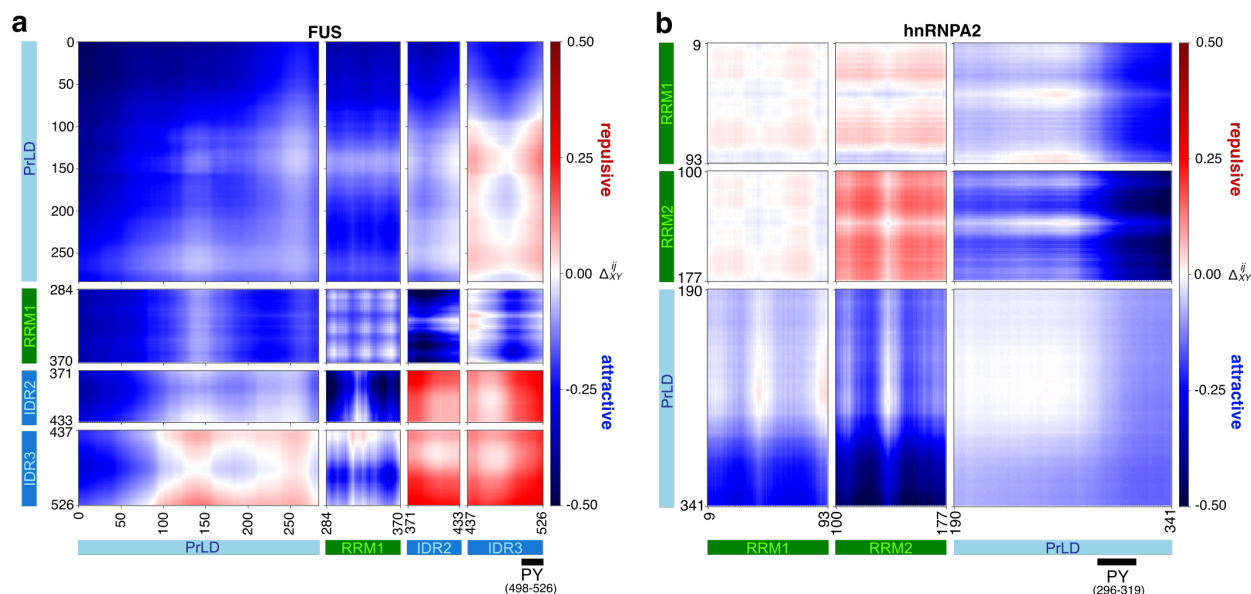 a
FUS
PrLD
RRM1
IDR2
IDR3
0
50
100
150
200
250
284
370
371
433
437
526
0
50
100
150
200
250
284
370
371
433
437
526
PrLD
RRM1
IDR2
IDR3
PY
(498-526)
0.50
0.25
0.00
-0.25
-0.50
repulsive
Δ^{ij}_{XY}
attractive
b
hnRNPA2
RRM1
RRM2
PrLD
9
93
100
177
190
341
9
93
100
177
190
341
RRM1
RRM2
PrLD
PY
(296-319)
0.50
0.25
0.00
-0.25
-0.50
repulsive
Δ^{ij}_{XY}
attractive